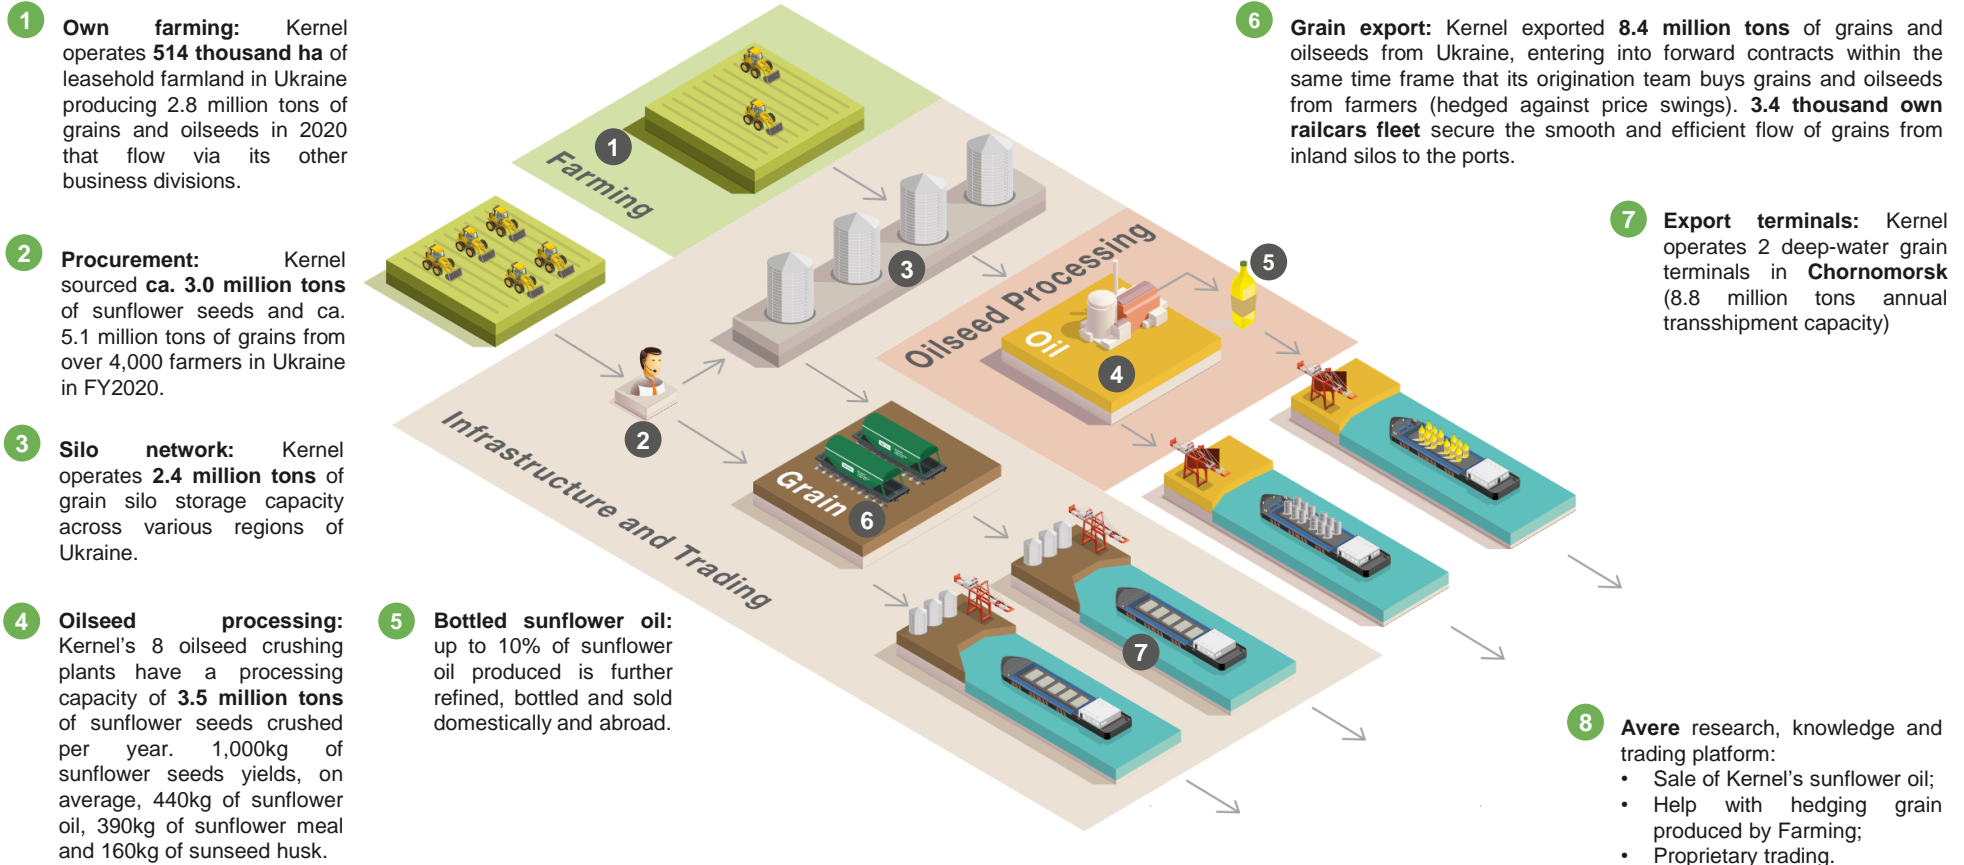 1
Own farming: Kernel
operates 514 thousand ha of
leasehold farmland in Ukraine
producing 2.8 million tons of
grains and oilseeds in 2020
that flow via its other
business divisions.
2
Procurement: Kernel
sourced ca. 3.0 million tons
of sunflower seeds and ca.
5.1 million tons of grains from
over 4,000 farmers in Ukraine
in FY2020.
3
Silo network: Kernel
operates 2.4 million tons of
grain silo storage capacity
across various regions of
Ukraine.
4
Oilseed processing:
Kernel's 8 oilseed crushing
plants have a processing
capacity of 3.5 million tons
of sunflower seeds crushed
per year. 1,000kg of
sunflower seeds yields, on
average, 440kg of sunflower
oil, 390kg of sunflower meal
and 160kg of sunseed husk.
5
Bottled sunflower oil:
up to 10% of sunflower
oil produced is further
refined, bottled and sold
domestically and abroad.
Farming
1
2
3
Infrastructure and Trading
Oilseed Processing
Oil
4
5
Grain
6
7
6
Grain export: Kernel exported 8.4 million tons of grains and
oilseeds from Ukraine, entering into forward contracts within the
same time frame that its origination team buys grains and oilseeds
from farmers (hedged against price swings). 3.4 thousand own
railcars fleet secure the smooth and efficient flow of grains from
inland silos to the ports.
7
Export terminals: Kernel
operates 2 deep-water grain
terminals in Chornomorsk
(8.8 million tons annual
transshipment capacity)
8
Avere research, knowledge and
trading platform:
• Sale of Kernel's sunflower oil;
• Help with hedging grain
produced by Farming;
• Proprietary trading.